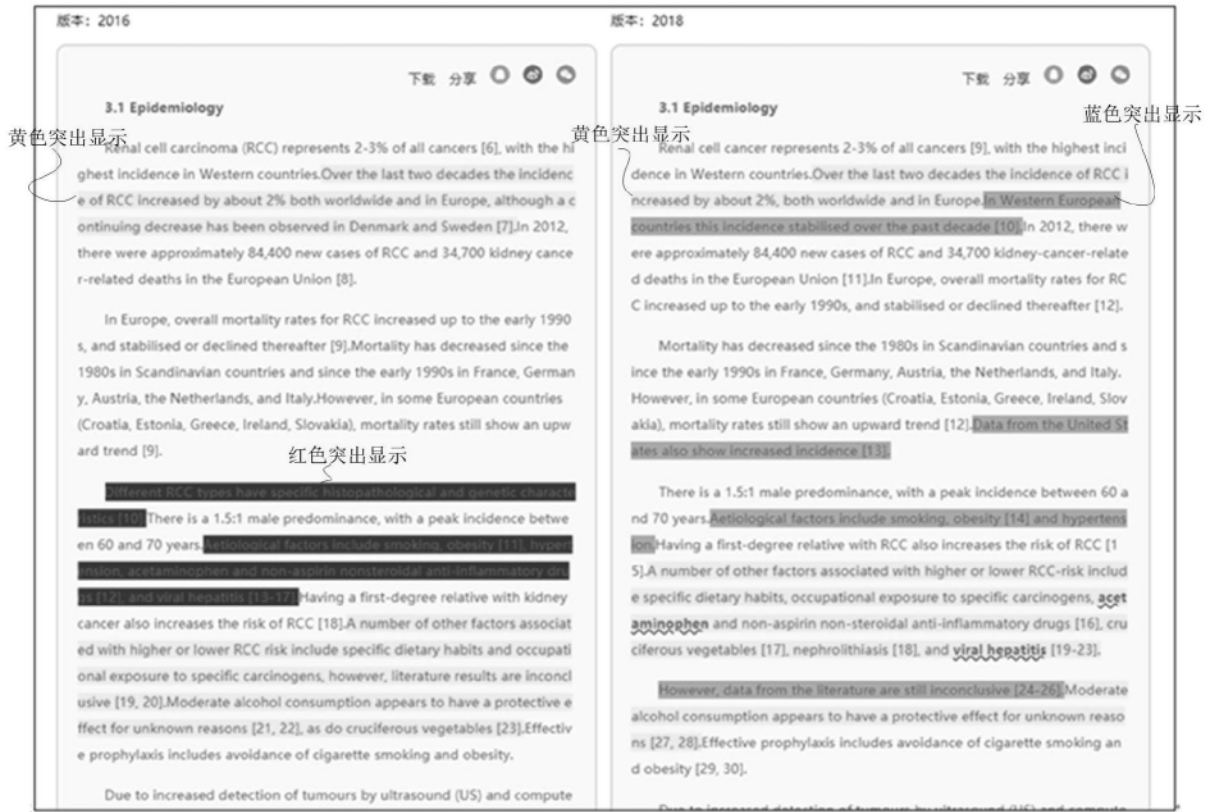 版本：2016
下载 分享
3.1 Epidemiology
黄色突出显示
Renal cell carcinoma (RCC) represents 2-3% of all cancers [6], with the hi
ghest incidence in Western countries.Over the last two decades the incidenc
e of RCC increased by about 2% both worldwide and in Europe, although a c
ontinuing decrease has been observed in Denmark and Sweden [7].In 2012,
there were approximately 84,400 new cases of RCC and 34,700 kidney cance
r-related deaths in the European Union [8].
In Europe, overall mortality rates for RCC increased up to the early 1990
s, and stabilised or declined thereafter [9].Mortality has decreased since the
1980s in Scandinavian countries and since the early 1990s in France, German
y, Austria, the Netherlands, and Italy.However, in some European countries
(Croatia, Estonia, Greece, Ireland, Slovakia), mortality rates still show an upw
ard trend [9].
红色突出显示
Different RCC types have specific histopathological and genetic characte
ristics [10].There is a 1.5:1 male predominance, with a peak incidence betwe
en 60 and 70 years.Aetiological factors include smoking, obesity [11], hypert
ension, acetaminophen and non-aspirin nonsteroidal anti-inflammatory dru
gs [12], and viral hepatitis [13-17].Having a first-degree relative with kidney
cancer also increases the risk of RCC [18].A number of other factors associat
ed with higher or lower RCC risk include specific dietary habits and occupati
onal exposure to specific carcinogens, however, literature results are inconcl
usive [19, 20].Moderate alcohol consumption appears to have a protective e
ffect for unknown reasons [21, 22], as do cruciferous vegetables [23].Effectiv
e prophylaxis includes avoidance of cigarette smoking and obesity.
Due to increased detection of tumours by ultrasound (US) and compute
版本：2018
下载 分享
3.1 Epidemiology
黄色突出显示
蓝色突出显示
Renal cell cancer represents 2-3% of all cancers [9], with the highest inci
dence in Western countries.Over the last two decades the incidence of RCC i
ncreased by about 2%, both worldwide and in Europe.In Western European
countries this incidence stabilised over the past decade [10].In 2012, there w
ere approximately 84,400 new cases of RCC and 34,700 kidney-cancer-relate
d deaths in the European Union [11].In Europe, overall mortality rates for RC
C increased up to the early 1990s, and stabilised or declined thereafter [12].
Mortality has decreased since the 1980s in Scandinavian countries and s
ince the early 1990s in France, Germany, Austria, the Netherlands, and Italy.
However, in some European countries (Croatia, Estonia, Greece, Ireland, Slov
akia), mortality rates still show an upward trend [12].Data from the United St
ates also show increased incidence [13].
There is a 1.5:1 male predominance, with a peak incidence between 60 a
nd 70 years.Aetiological factors include smoking, obesity [14] and hypertens
ion.Having a first-degree relative with RCC also increases the risk of RCC [1
5].A number of other factors associated with higher or lower RCC-risk includ
e specific dietary habits, occupational exposure to specific carcinogens, acet
aminophen and non-aspirin non-steroidal anti-inflammatory drugs [16], cru
ciferous vegetables [17], nephrolithiasis [18], and viral hepatitis [19-23].
However, data from the literature are still inconclusive [24-26].Moderate
alcohol consumption appears to have a protective effect for unknown reaso
ns [27, 28].Effective prophylaxis includes avoidance of cigarette smoking an
d obesity [29, 30].
Due to increased detection of tumours by ultrasound (US) and compute